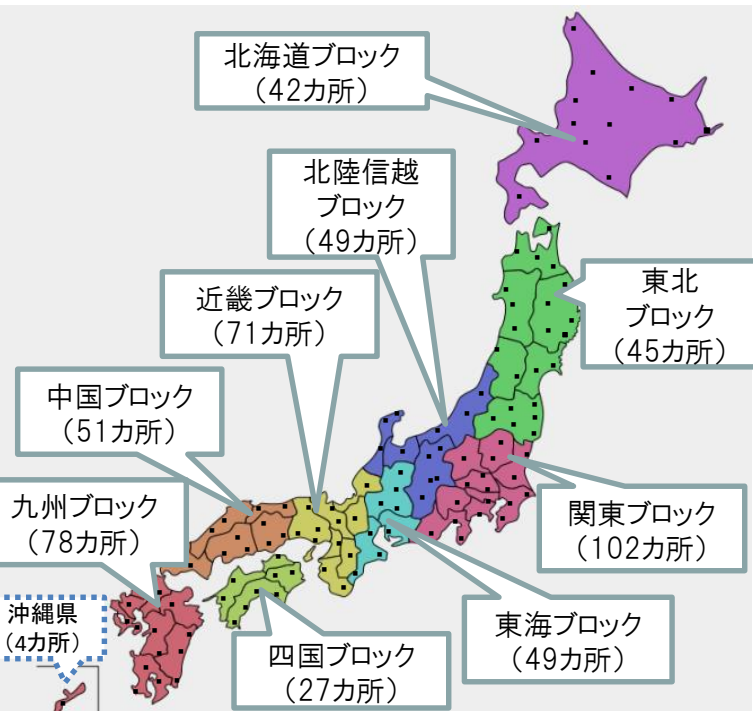 北海道ブロック
（42カ所）
北陸信越
ブロック
（49カ所）
東北
ブロック
（45カ所）
近畿ブロック
（71カ所）
中国ブロック
（51カ所）
九州ブロック
（78カ所）
関東ブロック
（102カ所）
沖縄県
（4カ所）
東海ブロック
（49カ所）
四国ブロック
（27カ所）